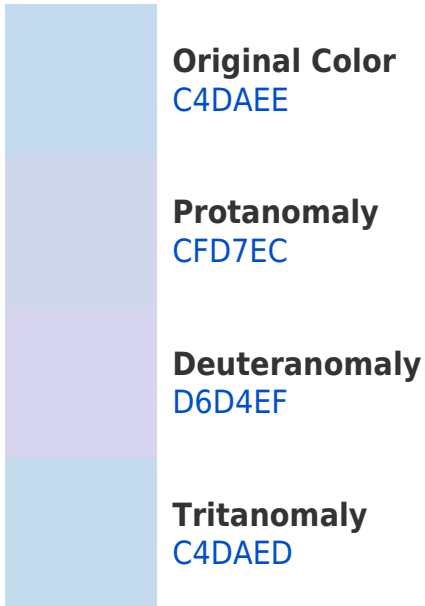 Original Color
C4DAEE
Protanomaly
CFD7EC
Deuteranomaly
D6D4EF
Tritanomaly
C4DAED